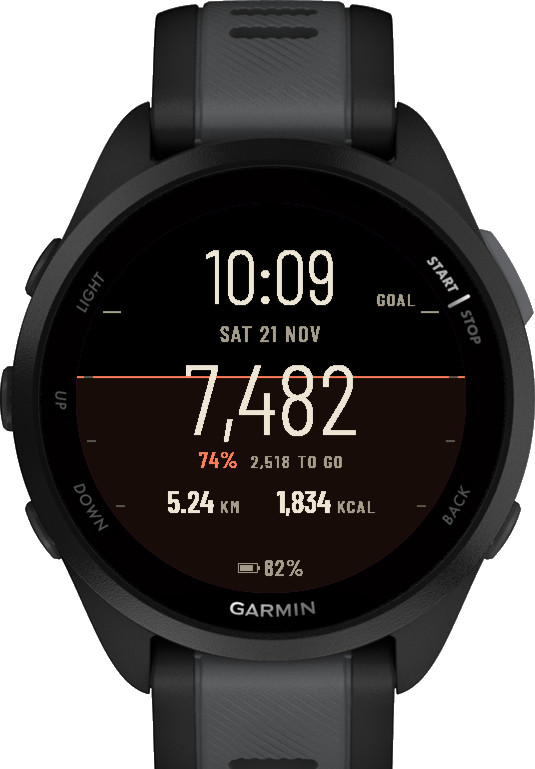 10:09
GOAL
SAT 21 NOV
7,482
74% 2,518 TO GO
5.24 KM 1,834 KCAL
82%
GARMIN
LIGHT
UP
DOWN
START
STOP
BACK